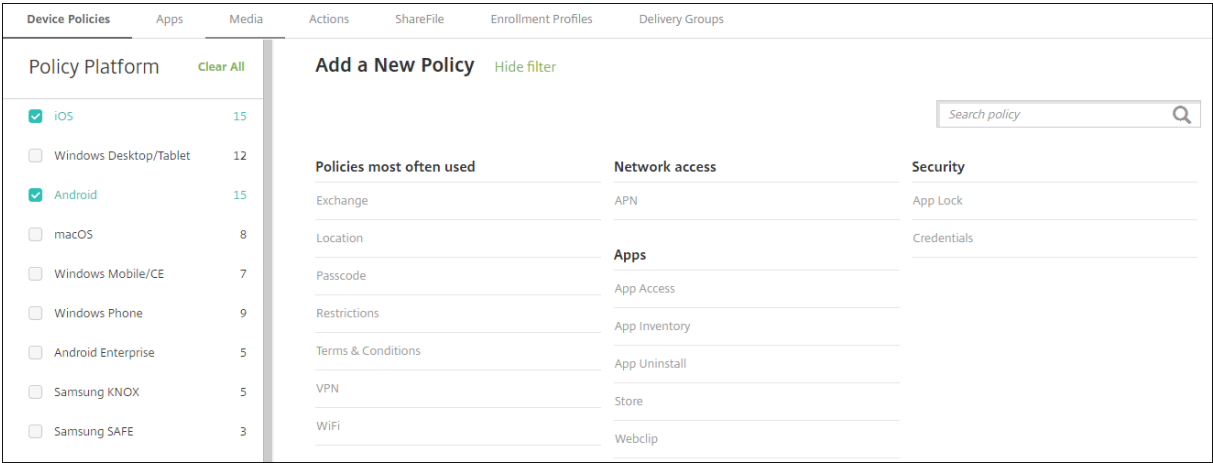 Device Policies Apps Media Actions ShareFile Enrollment Profiles Delivery Groups
Policy Platform Clear All
iOS 15
Windows Desktop/Tablet 12
Android 15
macOS 8
Windows Mobile/CE 7
Windows Phone 9
Android Enterprise 5
Samsung KNOX 5
Samsung SAFE 3
Add a New Policy Hide filter
Search policy
Policies most often used
Exchange
Location
Passcode
Restrictions
Terms & Conditions
VPN
WiFi
Network access
APN
Apps
App Access
App Inventory
App Uninstall
Store
Webclip
Security
App Lock
Credentials